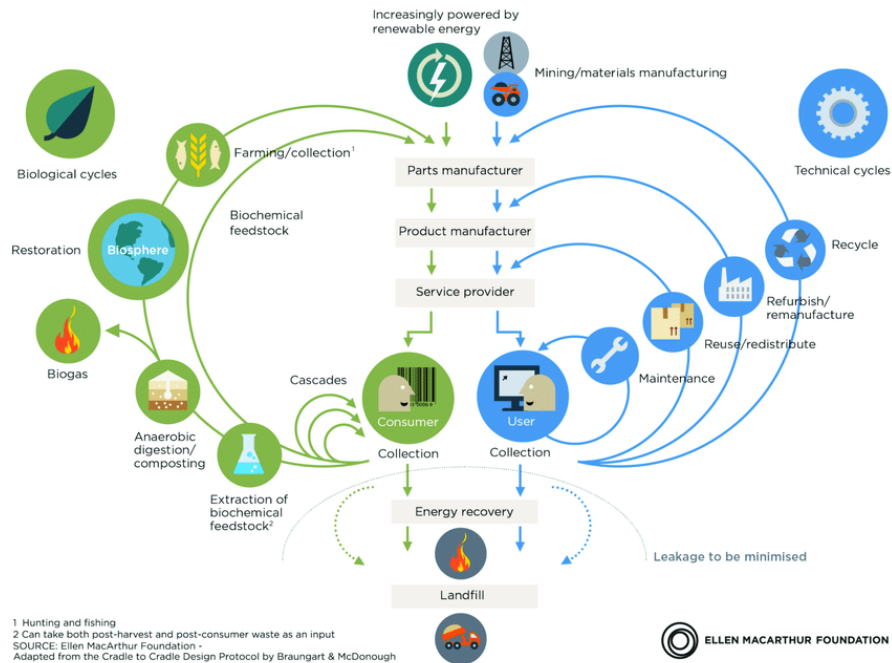 Increasingly powered by
renewable energy
Mining/materials manufacturing
Biological cycles
Technical cycles
Farming/collection¹
Parts manufacturer
Biochemical
feedstock
Product manufacturer
Restoration
Biosphere
Recycle
Service provider
Refurbish/
remanufacture
Reuse/redistribute
Biogas
Cascades
Maintenance
Consumer
User
Anaerobic
digestion/
composting
Collection
Collection
Extraction of
biochemical
feedstock²
Energy recovery
Leakage to be minimised
Landfill
1 Hunting and fishing
2 Can take both post-harvest and post-consumer waste as an input
SOURCE: Ellen MacArthur Foundation -
Adapted from the Cradle to Cradle Design Protocol by Braungart & McDonough
ELLEN MACARTHUR FOUNDATION